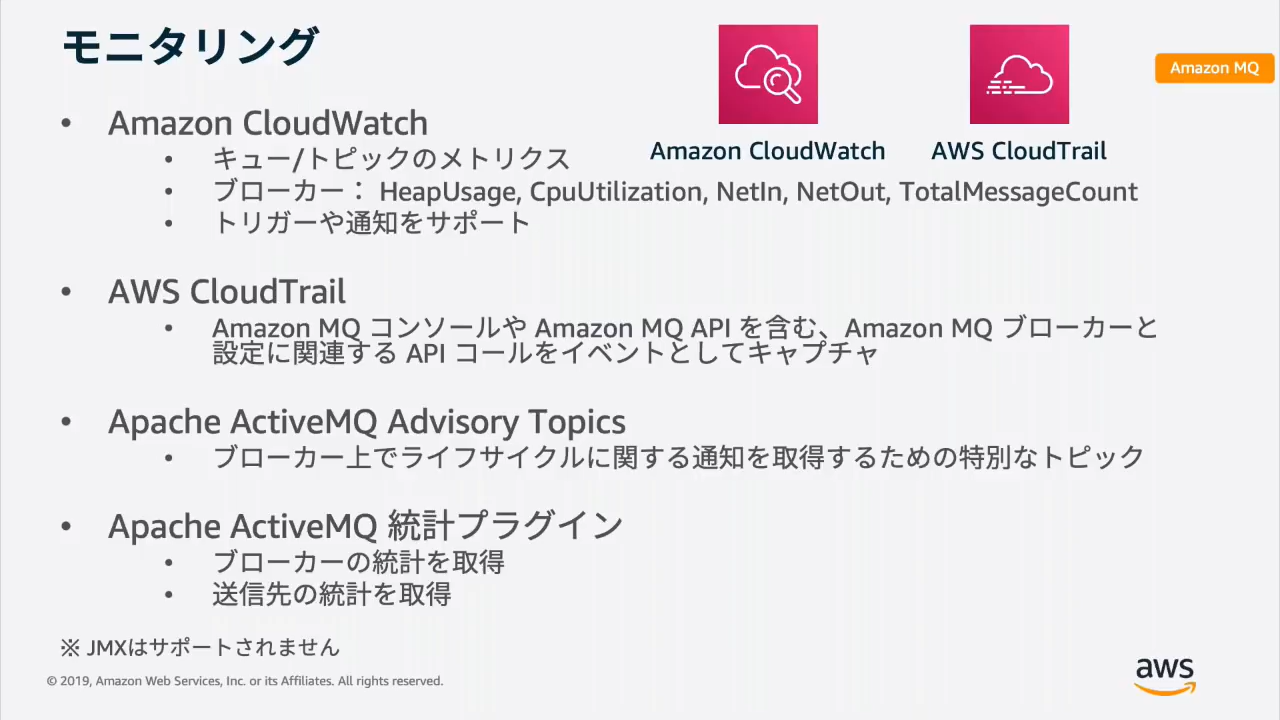 モニタリング
Amazon MQ
Amazon CloudWatch
AWS CloudTrail
• Amazon CloudWatch
• キュー/トピックのメトリクス
• ブローカー： HeapUsage, CpuUtilization, NetIn, NetOut, TotalMessageCount
• トリガーや通知をサポート
• AWS CloudTrail
• Amazon MQ コンソールや Amazon MQ API を含む、Amazon MQ ブローカーと
設定に関連する API コールをイベントとしてキャプチャ
• Apache ActiveMQ Advisory Topics
• ブローカー上でライフサイクルに関する通知を取得するための特別なトピック
• Apache ActiveMQ 統計プラグイン
• ブローカーの統計を取得
• 送信先の統計を取得
※ JMXはサポートされません
© 2019, Amazon Web Services, Inc. or its Affiliates. All rights reserved.
aws